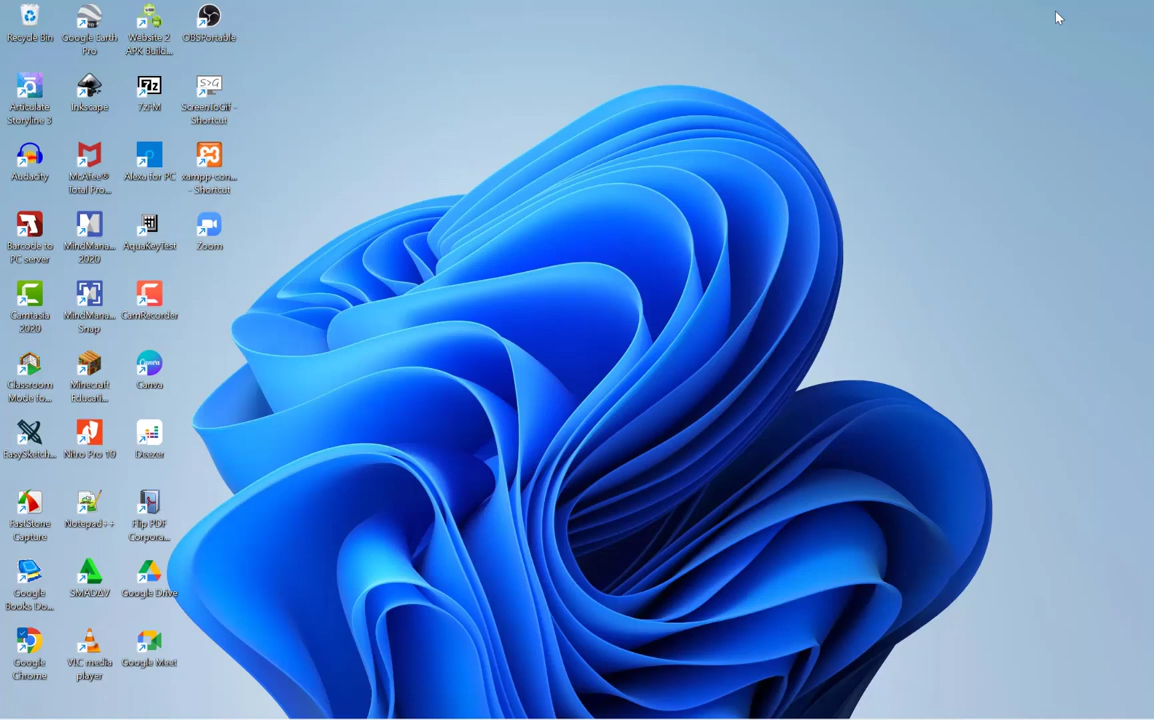 Recycle Bin
Google Earth
Pro
Website 2
APK Build...
OBSPortable
Articulate
Storyline 3
Inkscape
7z
7zFM
S>G
ScreenToGif -
Shortcut
Audacity
McAfee®
Total Pro...
Alexa for PC
xampp-con...
- Shortcut
Barcode to
PC server
MindMana...
2020
AquaKeyTest
Zoom
Camtasia
2020
MindMana...
Snap
CamRecorder
Classroom
Mode fo...
Minecraft
Educati...
Canva
Canva
EasySketch...
Nitro Pro 10
Deezer
FastStone
Capture
Notepad++
Flip PDF
Corpora...
Google
Books Do...
SMADAV
Google Drive
Google
Chrome
VLC media
player
Google Meet